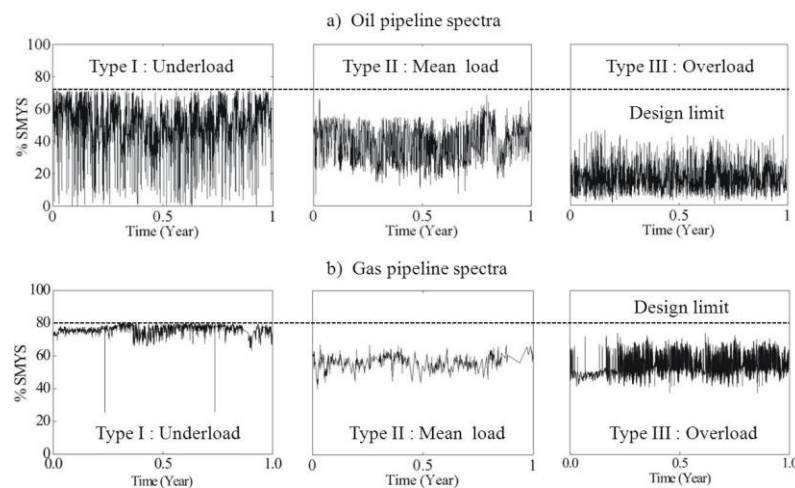 a) Oil pipeline spectra
100
80
60
40
20
0
% SMYS
Type I : Underload
Type II : Mean load
Type III : Overload
Design limit
0 0.5 1
0 0.5 1
0 0.5 1
Time (Year)
Time (Year)
Time (Year)
b) Gas pipeline spectra
100
80
60
40
20
0
% SMYS
Design limit
Type I : Underload
Type II : Mean load
Type III : Overload
0.0 0.5 1.0
0.0 0.5 1.0
0.0 0.5 1.0
Time (Year)
Time (Year)
Time (Year)